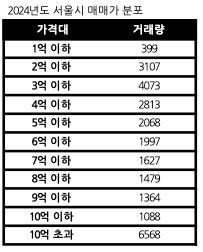 2024년도 서울시 매매가 분포
가격대 거래량
1억 이하 399
2억 이하 3107
3억 이하 4073
4억 이하 2813
5억 이하 2068
6억 이하 1997
7억 이하 1627
8억 이하 1479
9억 이하 1364
10억 이하 1088
10억 초과 6568